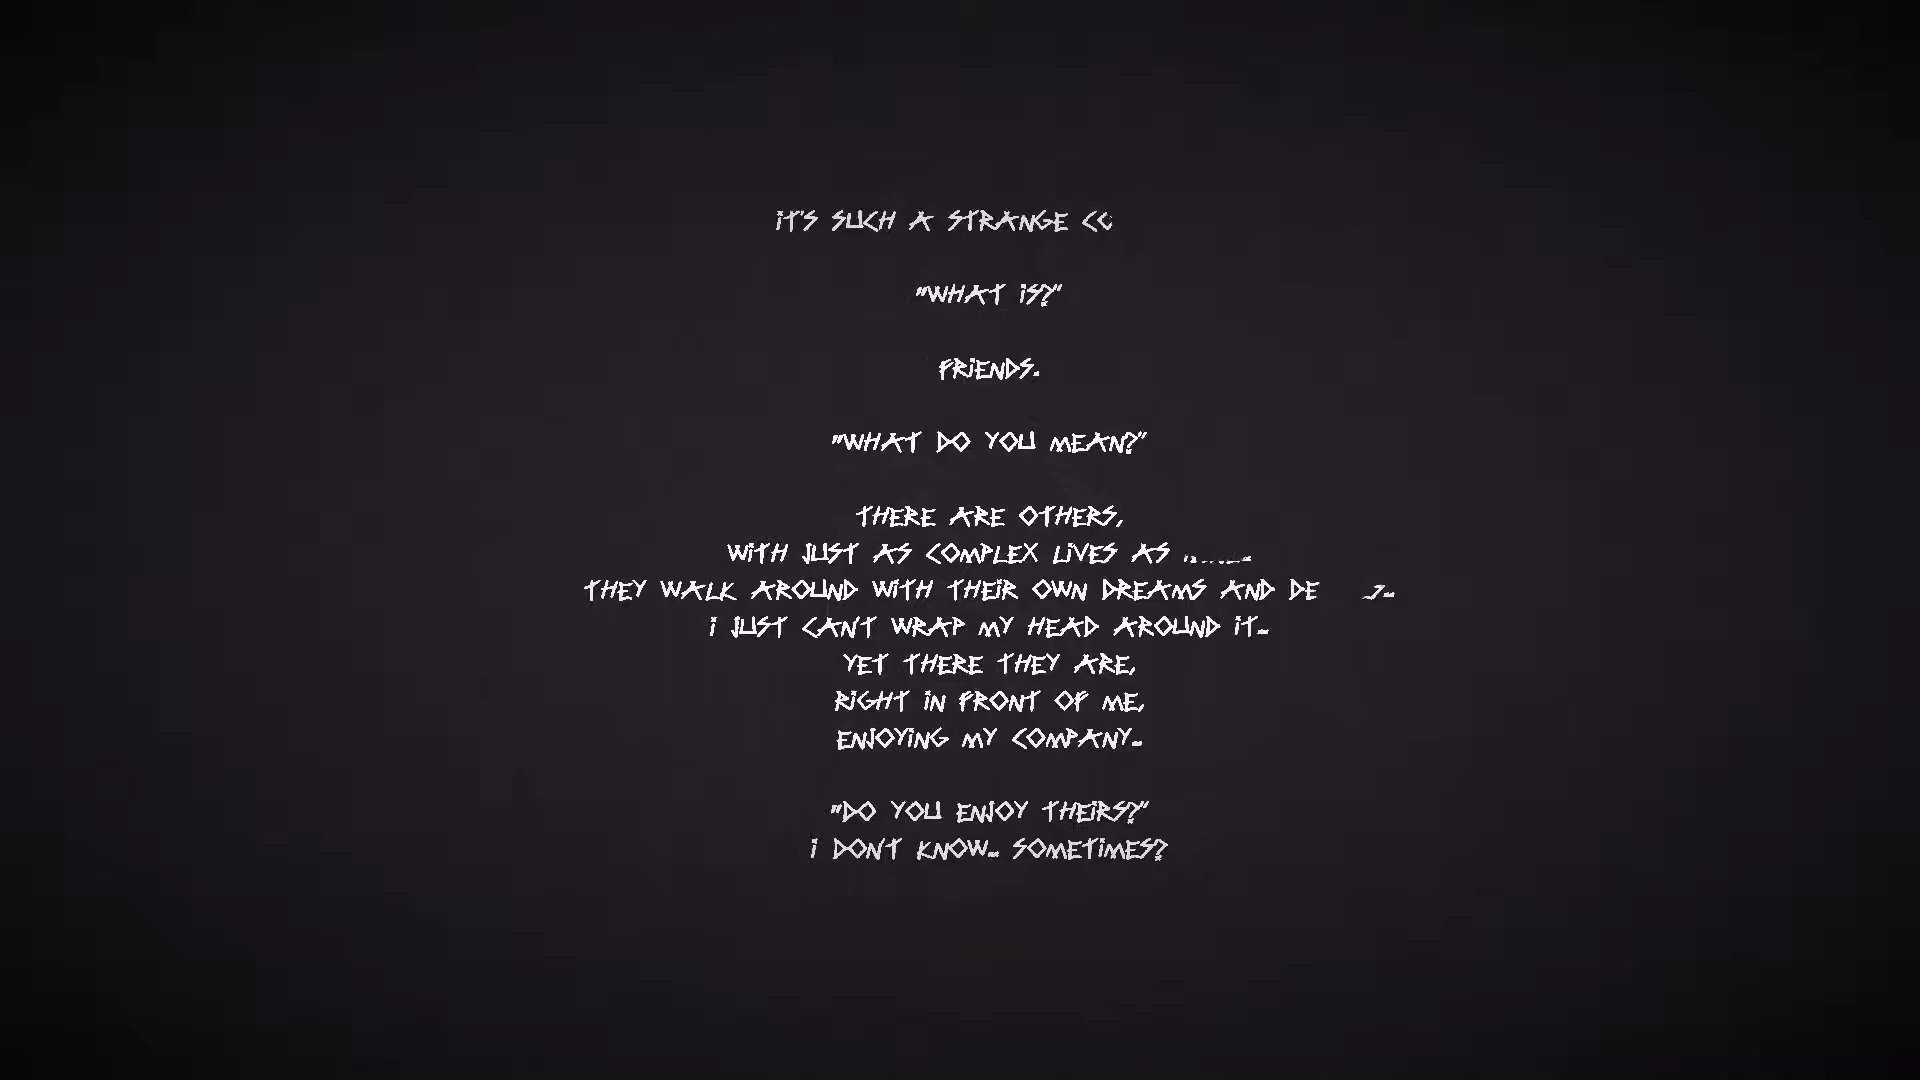 IT'S SUCH A STRANGE
"WHAT IS?"
FRIENDS.
"WHAT DO YOU MEAN?"
THERE ARE OTHERS,
WITH JUST AS COMPLEX LIVES AS
THEY WALK AROUND WITH THEIR OWN DREAMS AND
I JUST CAN'T WRAP MY HEAD AROUND IT..
YET THERE THEY ARE,
RIGHT IN FRONT OF ME,
ENJOYING MY COMPANY..
"DO YOU ENJOY THEIRS?"
I DON'T KNOW.. SOMETIMES?